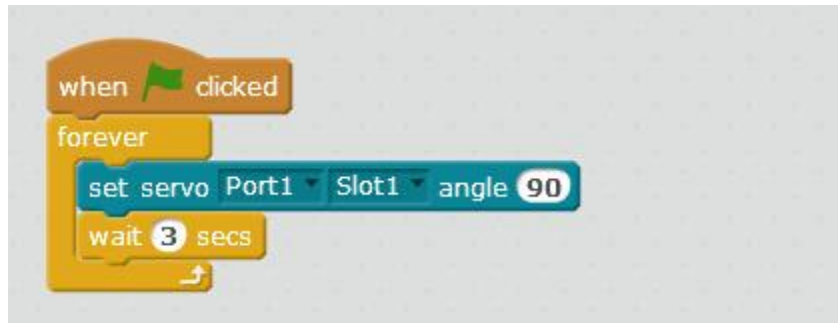 when clicked
forever
set servo Port1 Slot1 angle 90
wait 3 secs